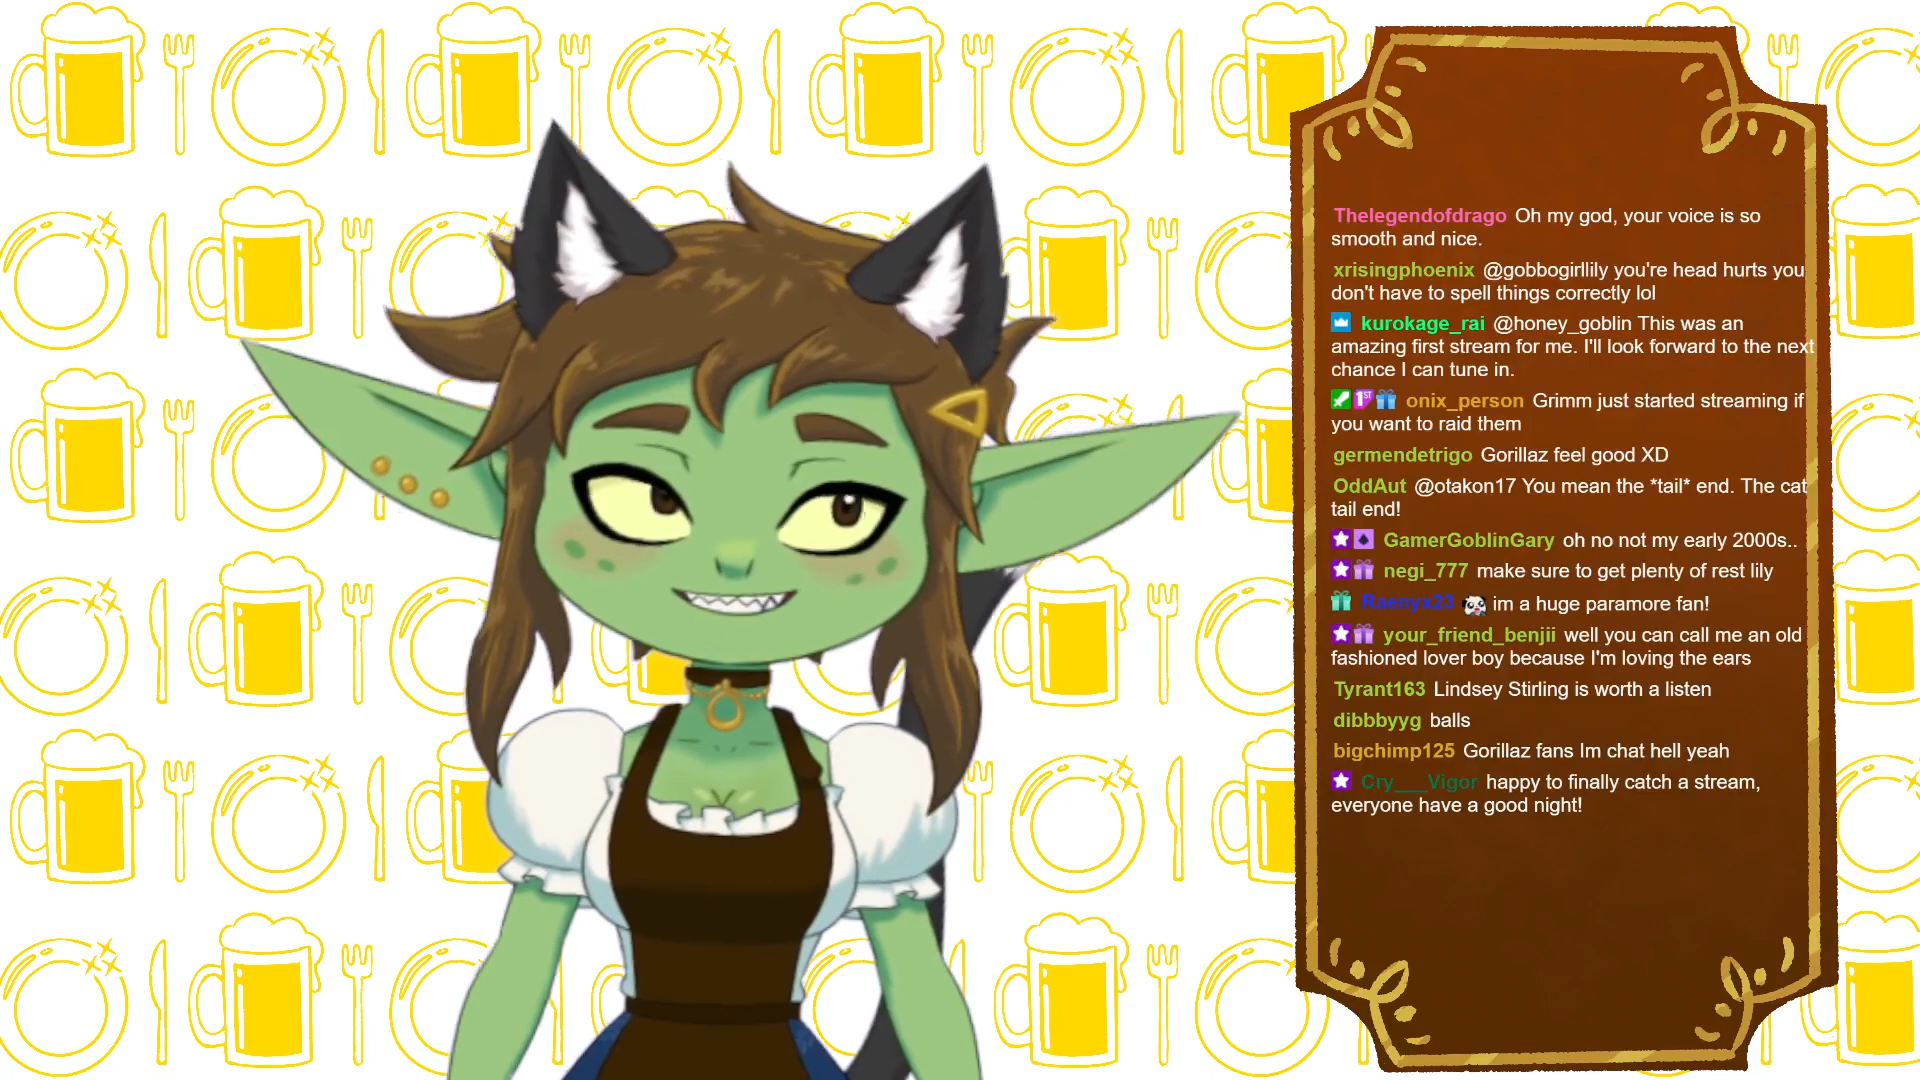 Thelegendofdrago Oh my god, your voice is so
smooth and nice.
xrisingphoenix @gobbogirllily you're head hurts you
don't have to spell things correctly lol
kurokage_rai @honey_goblin This was an
amazing first stream for me. I'll look forward to the next
chance I can tune in.
1ST onix_person Grimm just started streaming if
you want to raid them
germendetrigo Gorillaz feel good XD
OddAut @otakon17 You mean the *tail* end. The cat
tail end!
GamerGoblinGary oh no not my early 2000s..
negi_777 make sure to get plenty of rest lily
Raenyx23 im a huge paramore fan!
your_friend_benjii well you can call me an old
fashioned lover boy because I'm loving the ears
Tyrant163 Lindsey Stirling is worth a listen
dibbbyyg balls
bigchimp125 Gorillaz fans Im chat hell yeah
Cry___Vigor happy to finally catch a stream,
everyone have a good night!